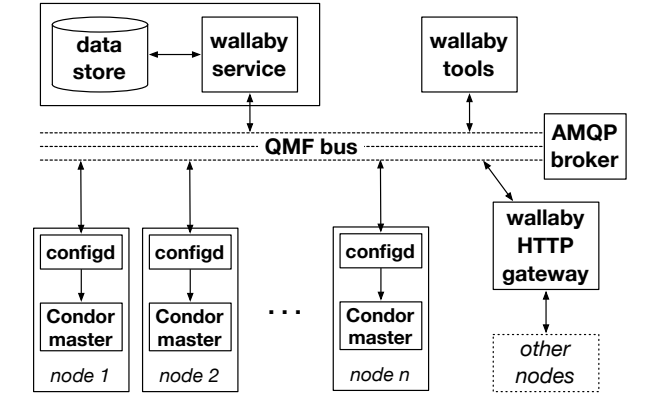 data
store
wallaby
service
wallaby
tools
QMF bus
AMQP
broker
configd
Condor
master
node 1
configd
Condor
master
node 2
...
configd
Condor
master
node n
wallaby
HTTP
gateway
other
nodes